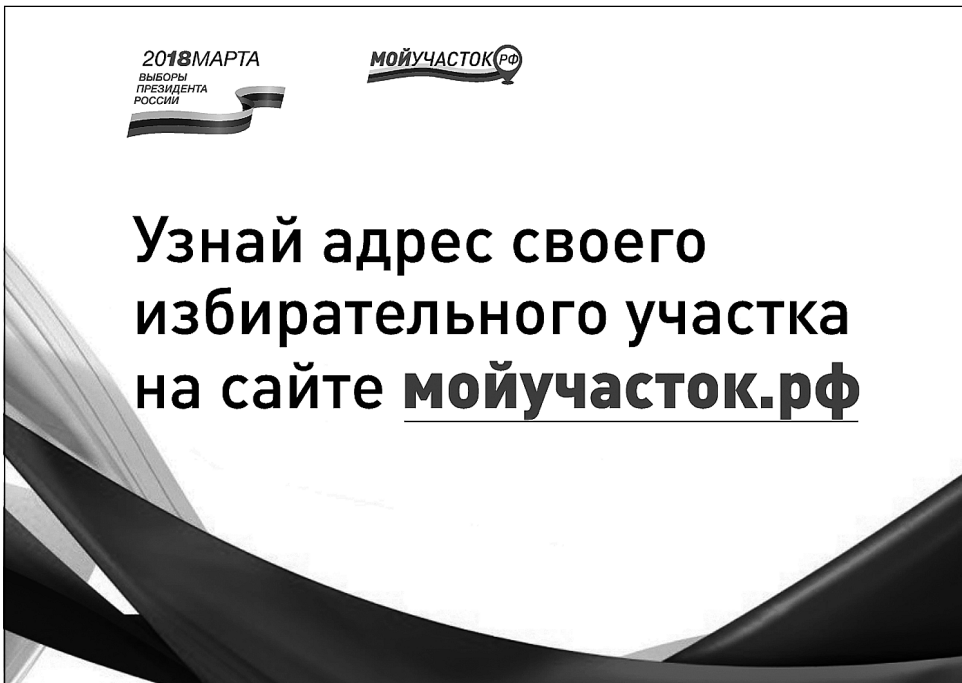 2018МАРТА
ВЫБОРЫ
ПРЕЗИДЕНТА
РОССИИ
МОЙУЧАСТОК РФ
Узнай адрес своего
избирательного участка
на сайте мойучасток.рф